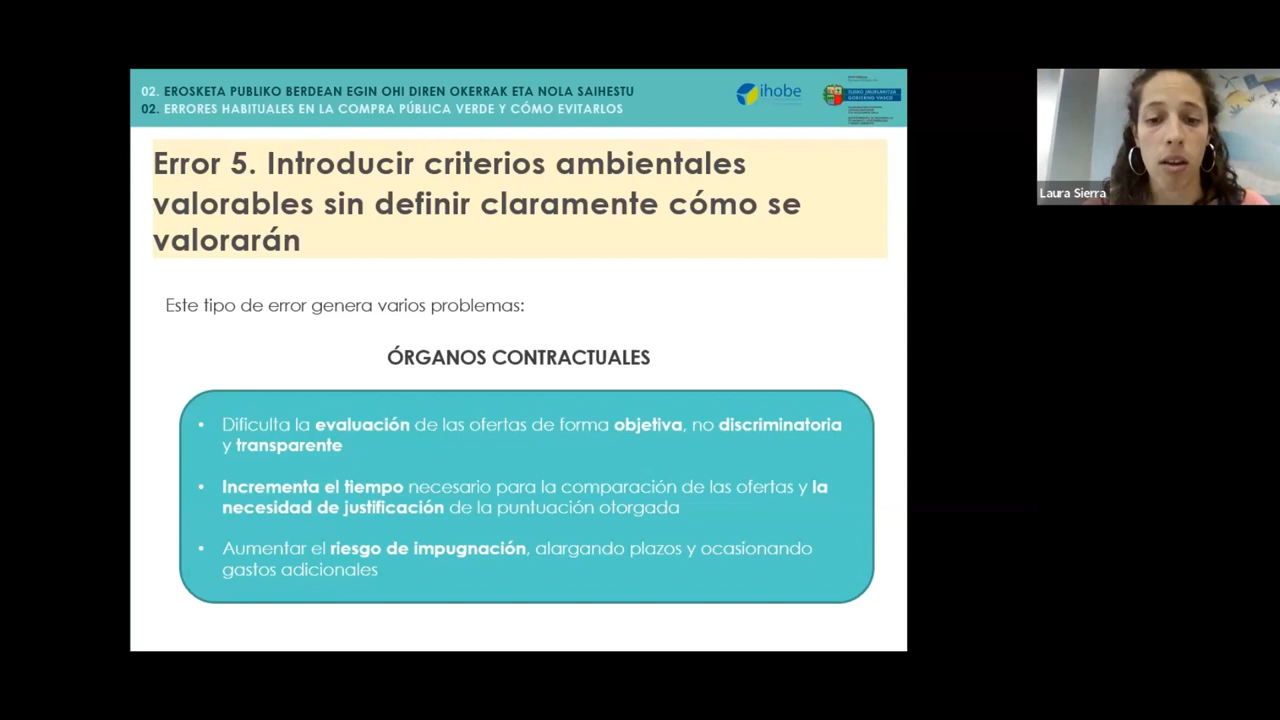 02. EROSKETA PUBLIKO BERDEAN EGIN OHI DIREN OKERRAK ETA NOLA SAIHESTU
02. ERRORES HABITUALES EN LA COMPRA PÚBLICA VERDE Y CÓMO EVITARLOS
ihobe
EUSKO JAURLARITZA
GOBIERNO VASCO
Error 5. Introducir criterios ambientales
valorables sin definir claramente cómo se
valorarán
Este tipo de error genera varios problemas:
ÓRGANOS CONTRACTUALES
• Dificulta la evaluación de las ofertas de forma objetiva, no discriminatoria
y transparente
• Incrementa el tiempo necesario para la comparación de las ofertas y la
necesidad de justificación de la puntuación otorgada
• Aumentar el riesgo de impugnación, alargando plazos y ocasionando
gastos adicionales
Laura Sierra